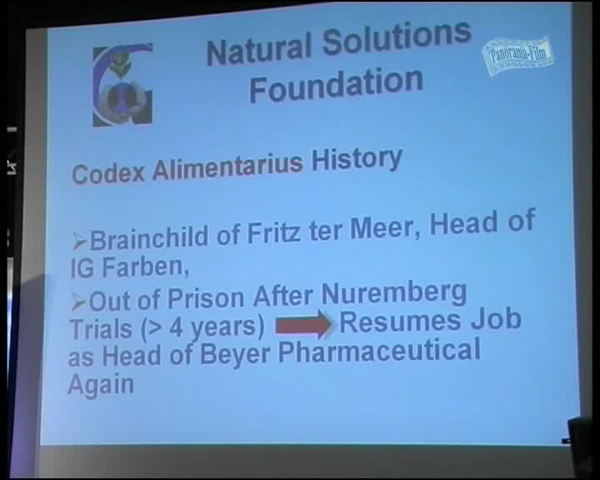 Natural Solutions
Foundation
Panorama-Film
Codex Alimentarius History
➢Brainchild of Fritz ter Meer, Head of
IG Farben,
➢Out of Prison After Nuremberg
Trials (> 4 years) Resumes Job
as Head of Beyer Pharmaceutical
Again